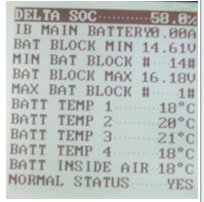 DELTA SOC 58.0%
IB MAIN BATTERY0.00A
BAT BLOCK MIN 14.61V
MIN BAT BLOCK # 14#
BAT BLOCK MAX 16.18V
MAX BAT BLOCK # 1#
BATT TEMP 1 18°C
BATT TEMP 2 20°C
BATT TEMP 3 21°C
BATT TEMP 4 18°C
BATT INSIDE AIR 18°C
NORMAL STATUS YES